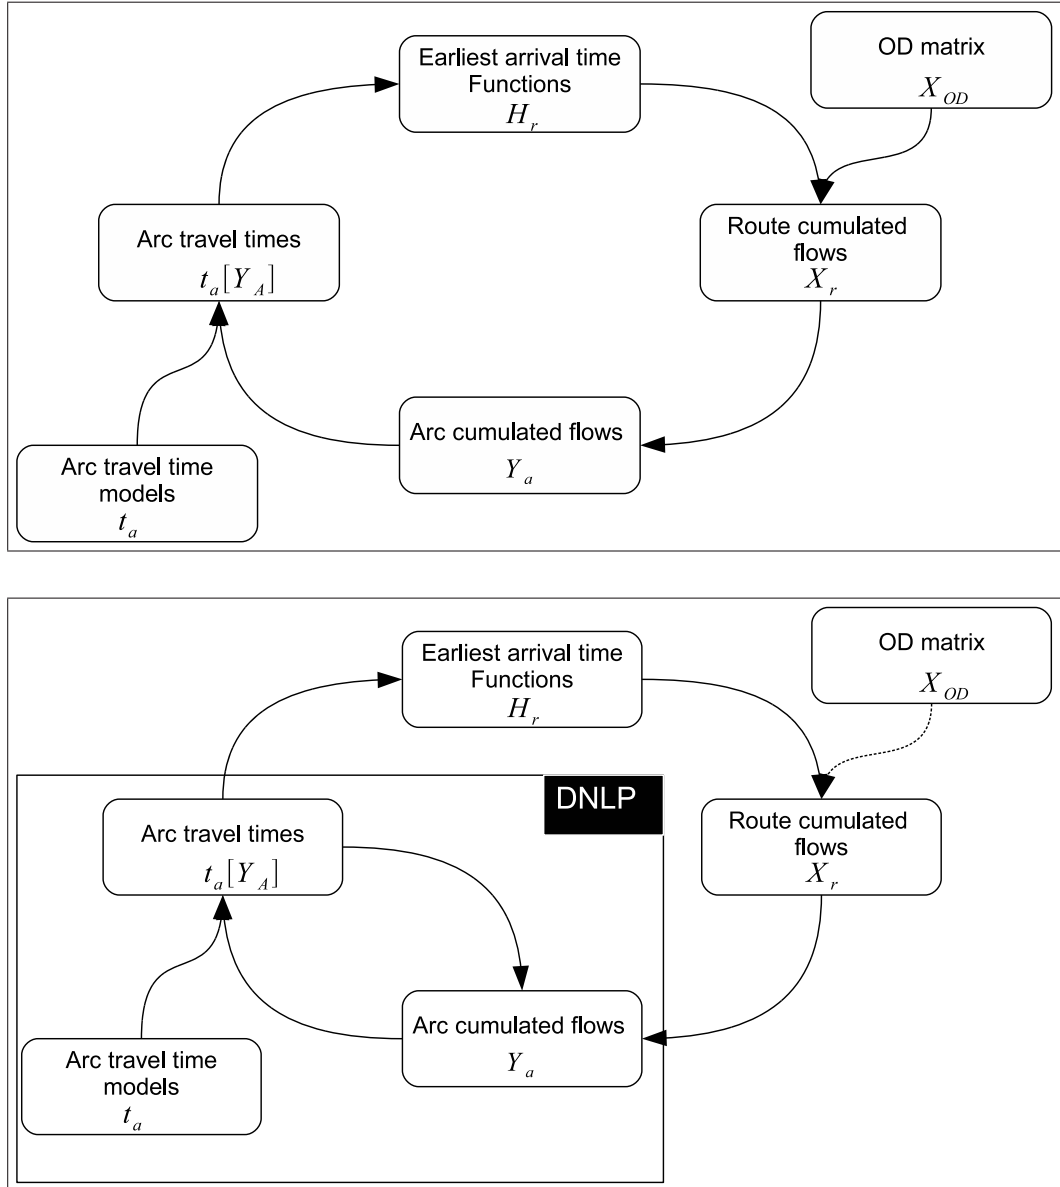 Earliest arrival time
Functions
H_r
OD matrix
X_OD
Arc travel times
t_a[Y_A]
Route cumulated
flows
X_r
Arc cumulated flows
Y_a
Arc travel time
models
t_a
Earliest arrival time
Functions
H_r
OD matrix
X_OD
DNLP
Arc travel times
t_a[Y_A]
Route cumulated
flows
X_r
Arc cumulated flows
Y_a
Arc travel time
models
t_a